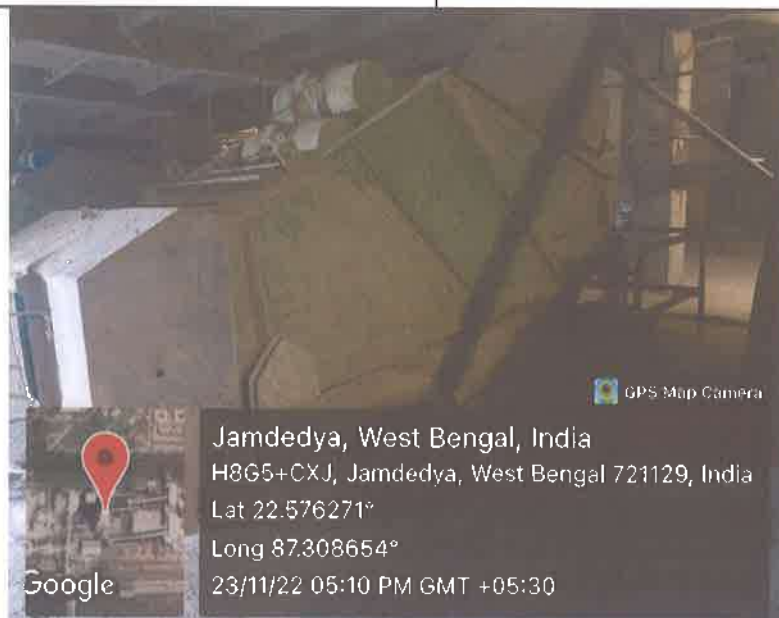 GPS Map Camera
Jamdedya, West Bengal, India
H8G5+CXJ, Jamdedya, West Bengal 721129, India
Lat 22.576271°
Long 87.308654°
23/11/22 05:10 PM GMT +05:30
Google